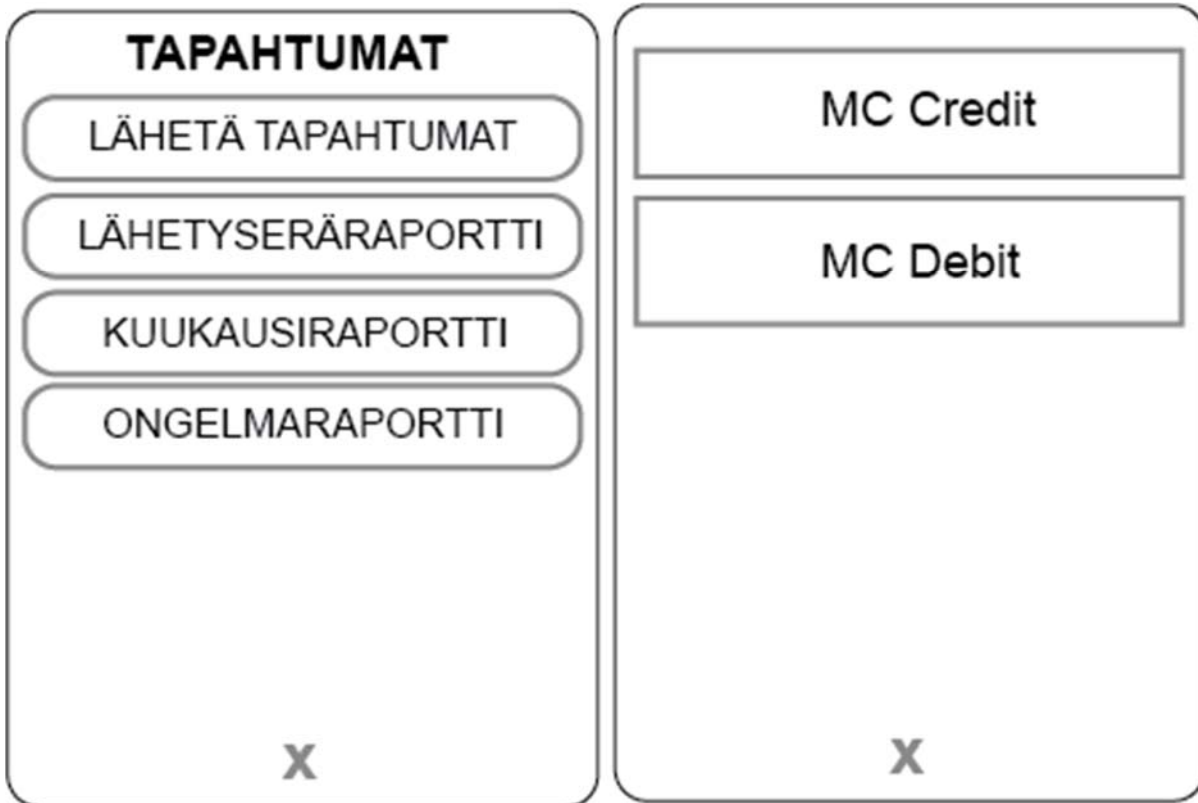 TAPAHTUMAT
LÄHETÄ TAPAHTUMAT
LÄHETYSERÄRAPORTTI
KUUKAUSIRAPORTTI
ONGELMARAPORTTI
X
MC Credit
MC Debit
X